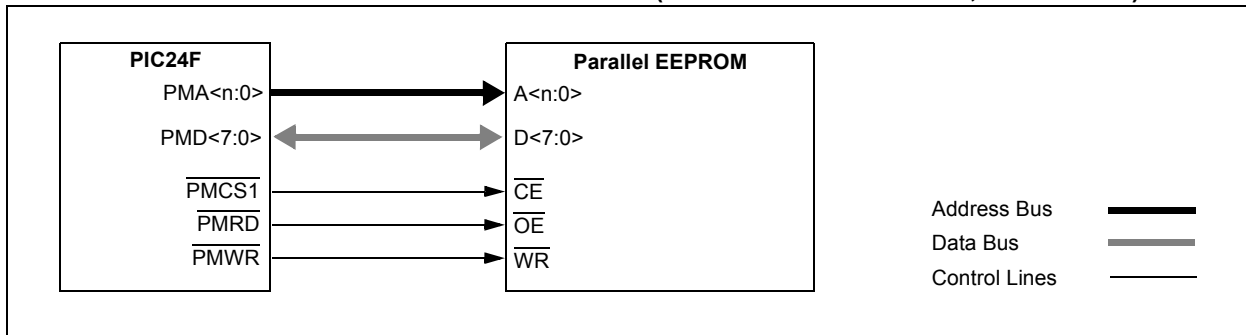 PIC24F
Parallel EEPROM
PMA<n:0>
A<n:0>
PMD<7:0>
D<7:0>
PMCS1
CE
PMRD
OE
PMWR
WR
Address Bus
Data Bus
Control Lines